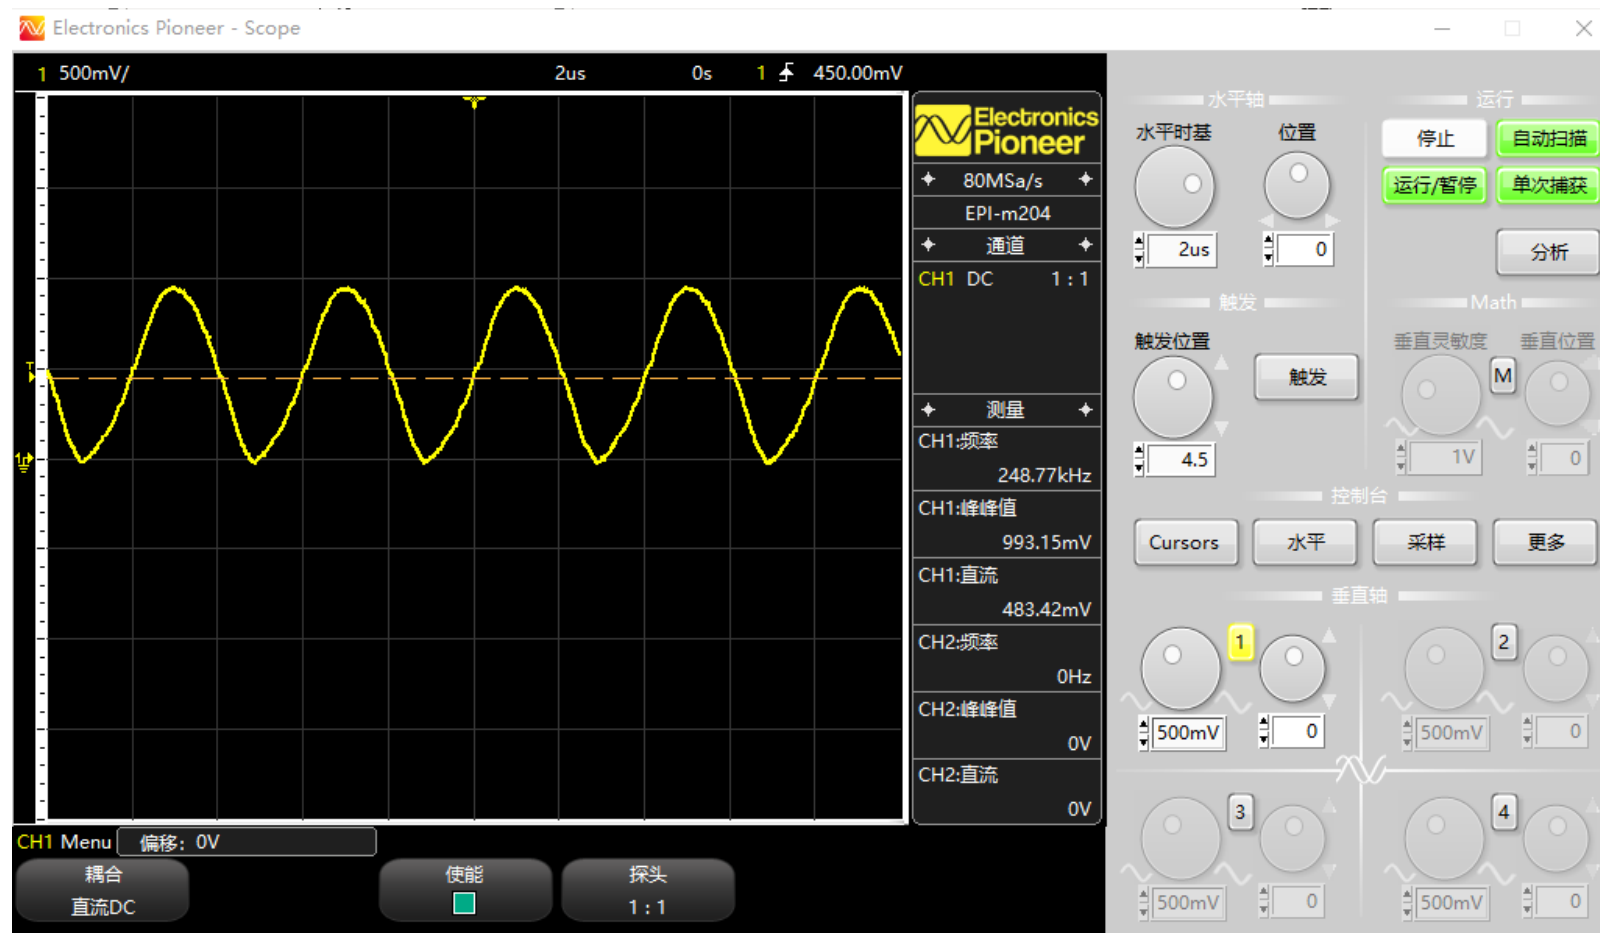 Electronics Pioneer - Scope
1 500mV/ 2us 0s 1 450.00mV
T
1
Electronics
Pioneer
80MSa/s
EPI-m204
通道
CH1 DC 1 : 1
测量
CH1:频率
248.77kHz
CH1:峰峰值
993.15mV
CH1:直流
483.42mV
CH2:频率
0Hz
CH2:峰峰值
0V
CH2:直流
0V
CH1 Menu 偏移: 0V
耦合
直流DC
使能
探头
1 : 1
水平轴
水平时基 位置
2us 0
运行
停止 自动扫描
运行/暂停 单次捕获
分析
触发
触发位置
触发
4.5
Math
垂直灵敏度 垂直位置
M
1V 0
控制台
Cursors 水平 采样 更多
垂直轴
1 2
500mV 0 500mV 0
3 4
500mV 0 500mV 0